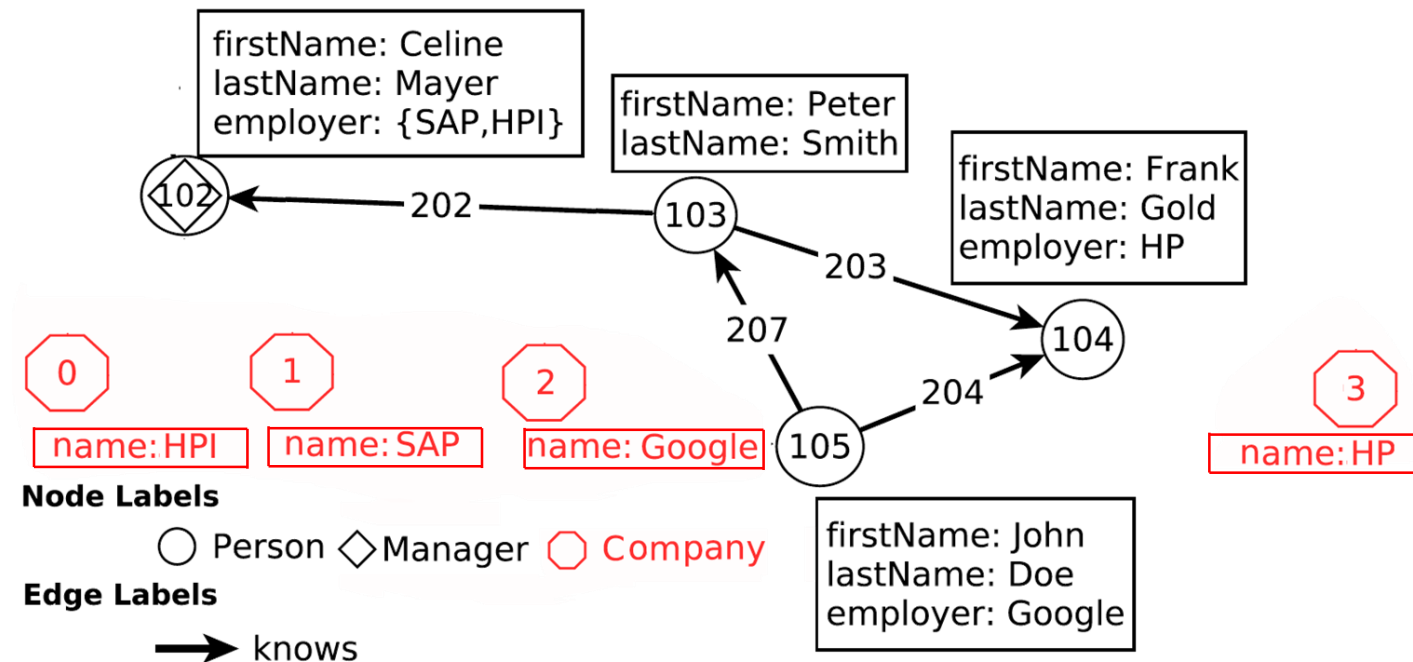 firstName: Celine
lastName: Mayer
employer: {SAP,HPI}
firstName: Peter
lastName: Smith
firstName: Frank
lastName: Gold
employer: HP
102
202
103
203
207
104
204
105
0
1
2
3
name: HPI
name: SAP
name: Google
name: HP
Node Labels
Person
Manager
Company
firstName: John
lastName: Doe
employer: Google
Edge Labels
knows